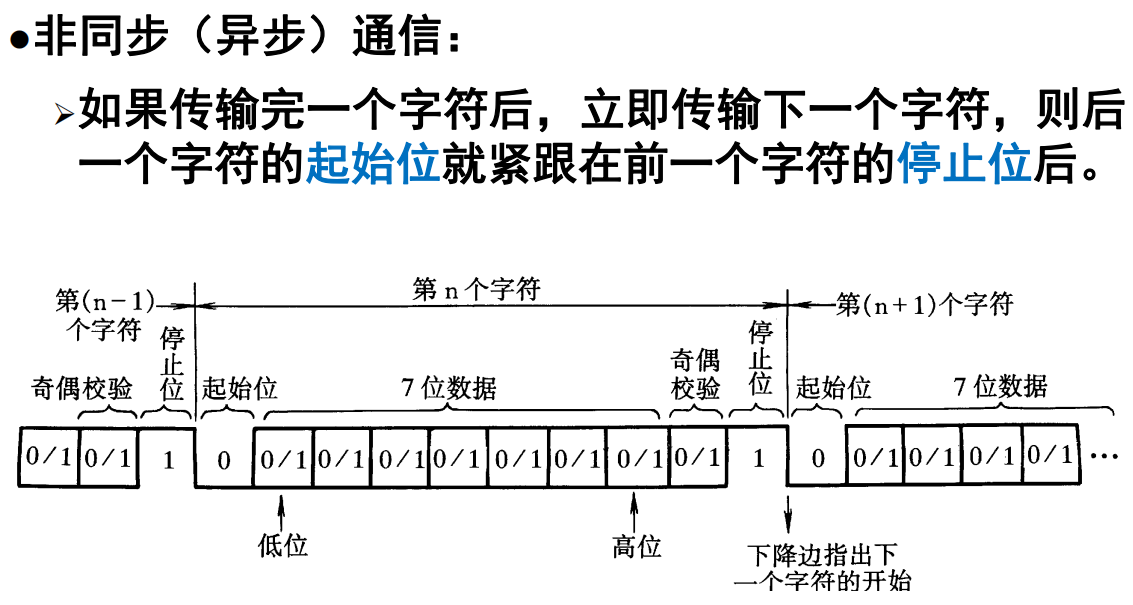 ●非同步（异步）通信：
➢如果传输完一个字符后，立即传输下一个字符，则后
一个字符的起始位就紧跟在前一个字符的停止位后。
第(n-1)
个字符
第n个字符
第(n+1)个字符
奇偶校验
停止位
起始位
7位数据
奇偶
校验
停止位
起始位
7位数据
0/1 0/1 1 0 0/1 0/1 0/1 0/1 0/1 0/1 0/1 0/1 1 0 0/1 0/1 0/1 0/1 …
低位
高位
下降边指出下
一个字符的开始